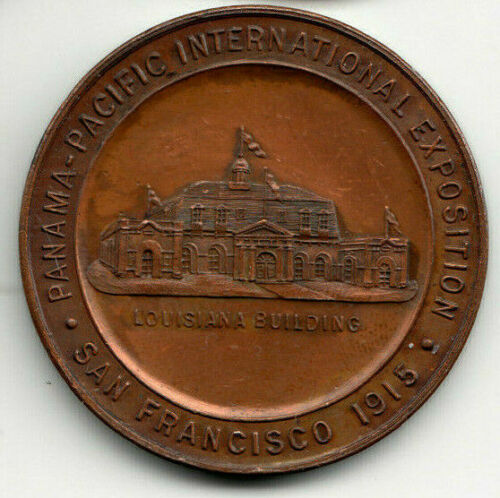 PANAMA-PACIFIC INTERNATIONAL EXPOSITION
LOUISIANA BUILDING
· SAN FRANCISCO 1915 ·